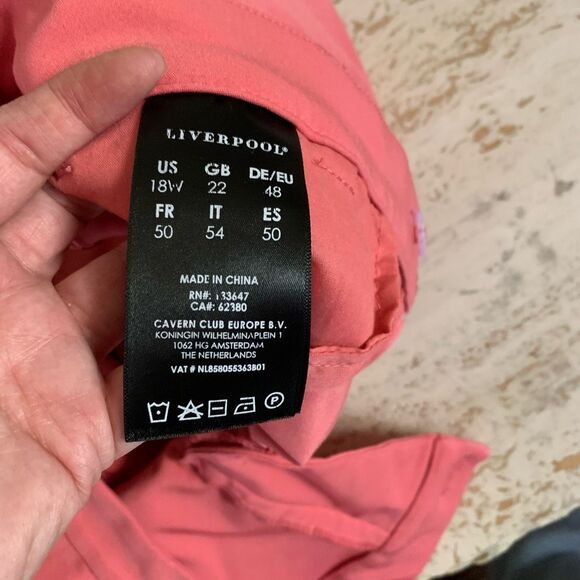 LIVERPOOL®
US GB DE/EU
18W 22 48
FR IT ES
50 54 50
MADE IN CHINA
RN#: 133647
CA#: 62380
CAVERN CLUB EUROPE B.V.
KONINGIN WILHELMINAPLEIN 1
1062 HG AMSTERDAM
THE NETHERLANDS
VAT # NL858055363B01
P